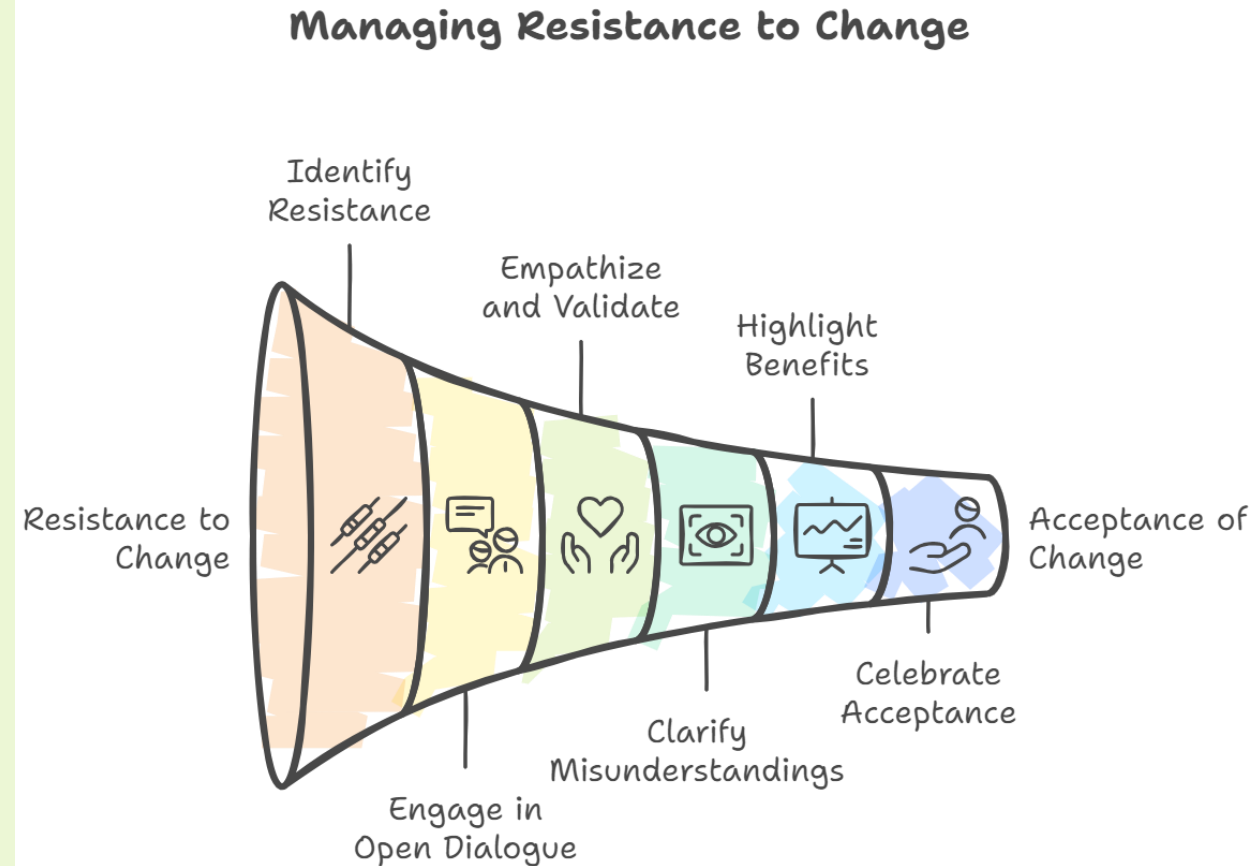 Managing Resistance to Change
Identify
Resistance
Empathize
and Validate
Highlight
Benefits
Resistance to
Change
Acceptance of
Change
Celebrate
Acceptance
Clarify
Misunderstandings
Engage in
Open Dialogue